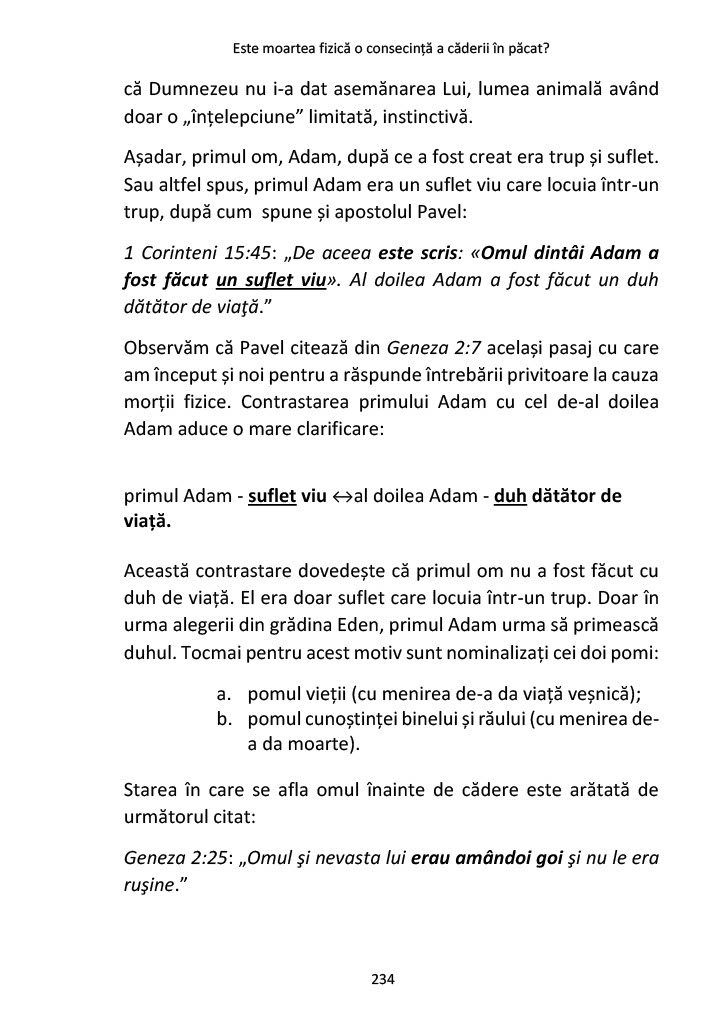 Este moartea fizică o consecință a căderii în păcat?
că Dumnezeu nu i-a dat asemănarea Lui, lumea animală având
doar o „înțelepciune” limitată, instinctivă.
Așadar, primul om, Adam, după ce a fost creat era trup și suflet.
Sau altfel spus, primul Adam era un suflet viu care locuia într-un
trup, după cum  spune și apostolul Pavel:
1 Corinteni 15:45: „De aceea este scris: «Omul dintâi Adam a
fost făcut un suflet viu». Al doilea Adam a fost făcut un duh
dătător de viaţă.”
Observăm că Pavel citează din Geneza 2:7 același pasaj cu care
am început și noi pentru a răspunde întrebării privitoare la cauza
morții fizice. Contrastarea primului Adam cu cel de-al doilea
Adam aduce o mare clarificare:
primul Adam - suflet viu ↔al doilea Adam - duh dătător de
viață.
Această contrastare dovedește că primul om nu a fost făcut cu
duh de viață. El era doar suflet care locuia într-un trup. Doar în
urma alegerii din grădina Eden, primul Adam urma să primească
duhul. Tocmai pentru acest motiv sunt nominalizați cei doi pomi:
a. pomul vieții (cu menirea de-a da viață veșnică);
b. pomul cunoștinței binelui și răului (cu menirea de-
a da moarte).
Starea în care se afla omul înainte de cădere este arătată de
următorul citat:
Geneza 2:25: „Omul şi nevasta lui erau amândoi goi şi nu le era
ruşine.”
234